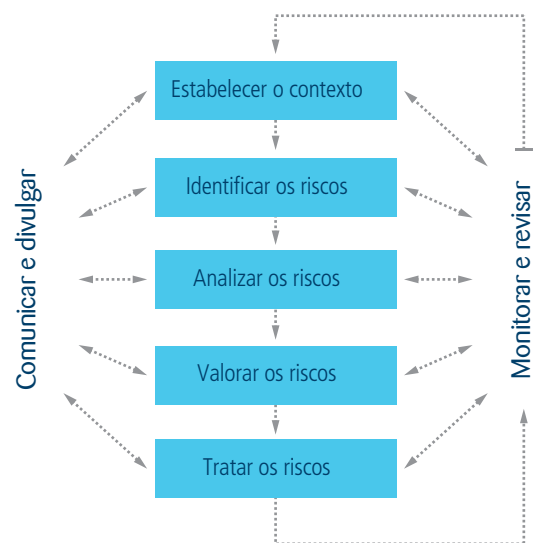 Estabelecer o contexto
Identificar os riscos
Analizar os riscos
Valorar os riscos
Tratar os riscos
Comunicar e divulgar
Monitorar e revisar